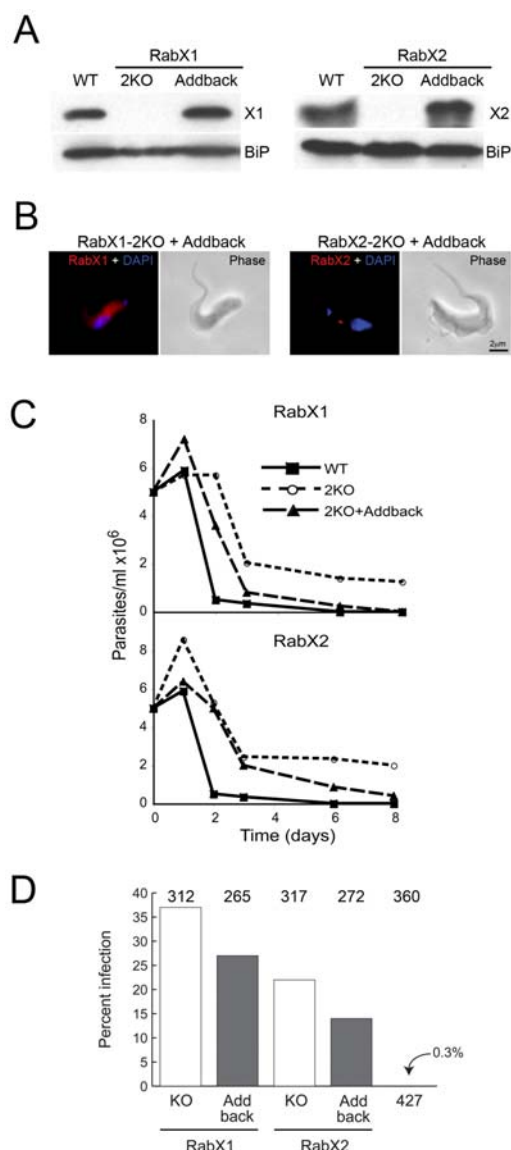 A
RabX1
RabX2
WT 2KO Addback
WT 2KO Addback
X1
X2
BiP
BiP
B
RabX1-2KO + Addback
RabX2-2KO + Addback
RabX1 + DAPI
Phase
RabX2 + DAPI
Phase
2µm
C
RabX1
8
6
4
2
0
WT
2KO
2KO+Addback
Parasites/ml x10⁶
RabX2
8
6
4
2
0
0 2 4 6 8
Time (days)
D
312 265 317 272 360
40
35
30
25
20
15
10
5
0
Percent infection
0.3%
KO Add back KO Add back 427
RabX1 RabX2